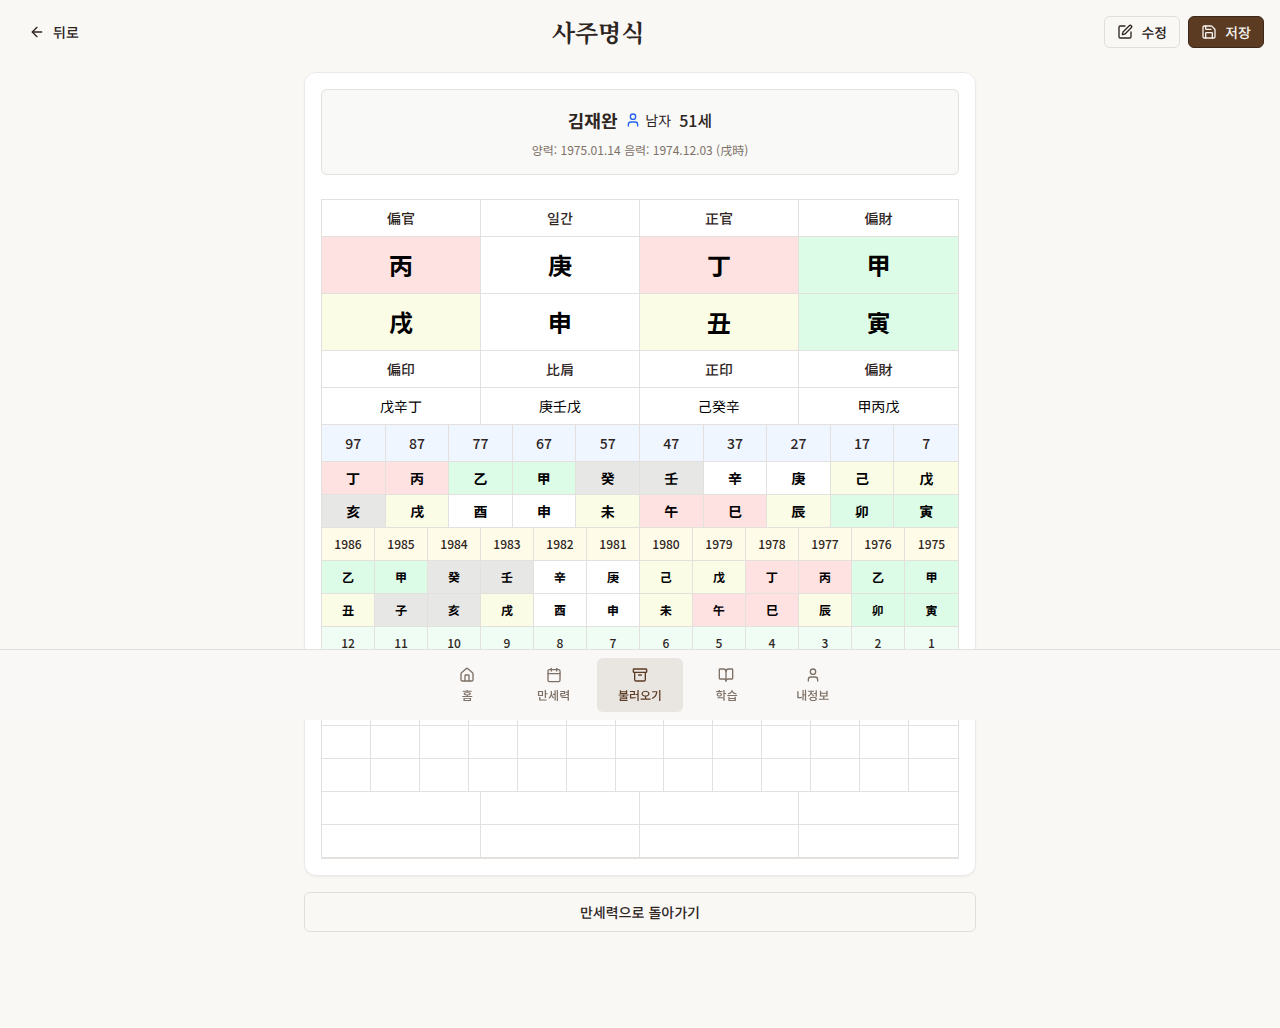 뒤로
사주명식
수정
저장
김재완 남자 51세
양력: 1975.01.14 음력: 1974.12.03 (戌時)
偏官 일간 正官 偏財
丙 庚 丁 甲
戌 申 丑 寅
偏印 比肩 正印 偏財
戊辛丁 庚壬戊 己癸辛 甲丙戊
97 87 77 67 57 47 37 27 17 7
丁 丙 乙 甲 癸 壬 辛 庚 己 戊
亥 戌 酉 申 未 午 巳 辰 卯 寅
1986 1985 1984 1983 1982 1981 1980 1979 1978 1977 1976 1975
乙 甲 癸 壬 辛 庚 己 戊 丁 丙 乙 甲
丑 子 亥 戌 酉 申 未 午 巳 辰 卯 寅
12 11 10 9 8 7 6 5 4 3 2 1
홈 만세력 불러오기 학습 내정보
만세력으로 돌아가기